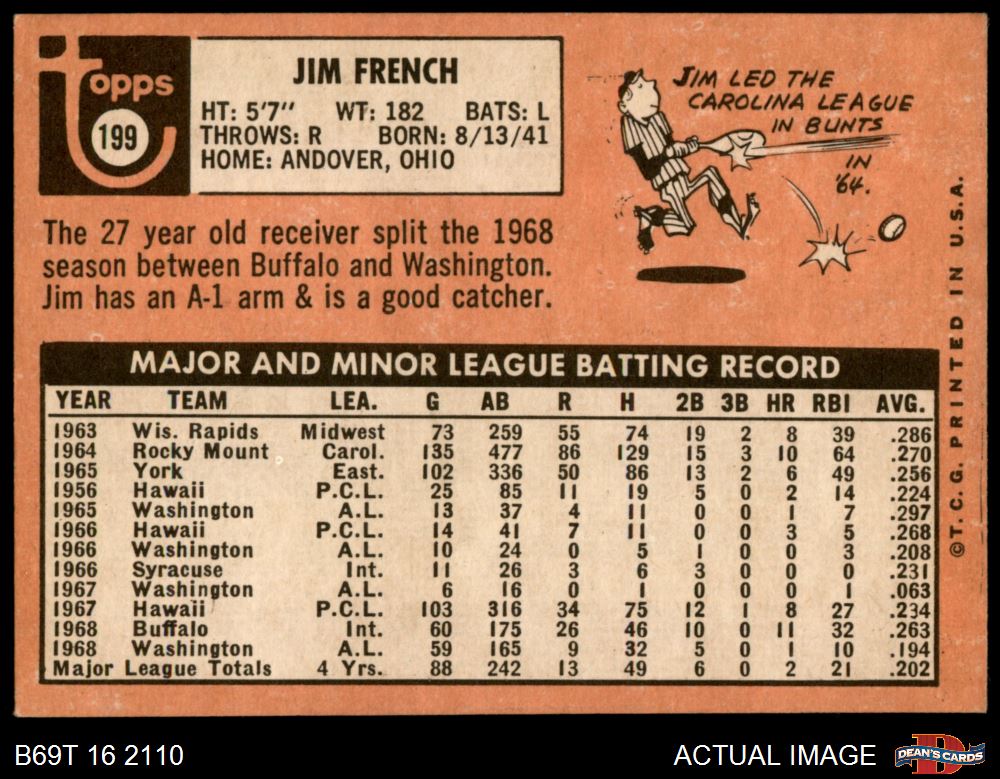 topps
199
JIM FRENCH
HT: 5'7" WT: 182 BATS: L
THROWS: R BORN: 8/13/41
HOME: ANDOVER, OHIO
JIM LED THE
CAROLINA LEAGUE
IN BUNTS
IN
'64.
The 27 year old receiver split the 1968
season between Buffalo and Washington.
Jim has an A-1 arm & is a good catcher.
MAJOR AND MINOR LEAGUE BATTING RECORD
YEAR TEAM LEA. G AB R H 2B 3B HR RBI AVG.
1963 Wis. Rapids Midwest 73 259 55 74 19 2 8 39 .286
1964 Rocky Mount Carol. 135 477 86 129 15 3 10 64 .270
1965 York East. 102 336 50 86 13 2 6 49 .256
1956 Hawaii P.C.L. 25 85 11 19 5 0 2 14 .224
1965 Washington A.L. 13 37 4 11 0 0 1 7 .297
1966 Hawaii P.C.L. 14 41 7 11 0 0 3 5 .268
1966 Washington A.L. 10 24 0 5 1 0 0 3 .208
1966 Syracuse Int. 11 26 3 6 3 0 0 0 .231
1967 Washington A.L. 6 16 0 1 0 0 0 1 .063
1967 Hawaii P.C.L. 103 316 34 75 12 1 8 27 .234
1968 Buffalo Int. 60 175 26 46 10 0 11 32 .263
1968 Washington A.L. 59 165 9 32 5 0 1 10 .194
Major League Totals 4 Yrs. 88 242 13 49 6 0 2 21 .202
©T.C.G. PRINTED IN U.S.A.
B69T 16 2110
ACTUAL IMAGE
DEAN'S CARDS